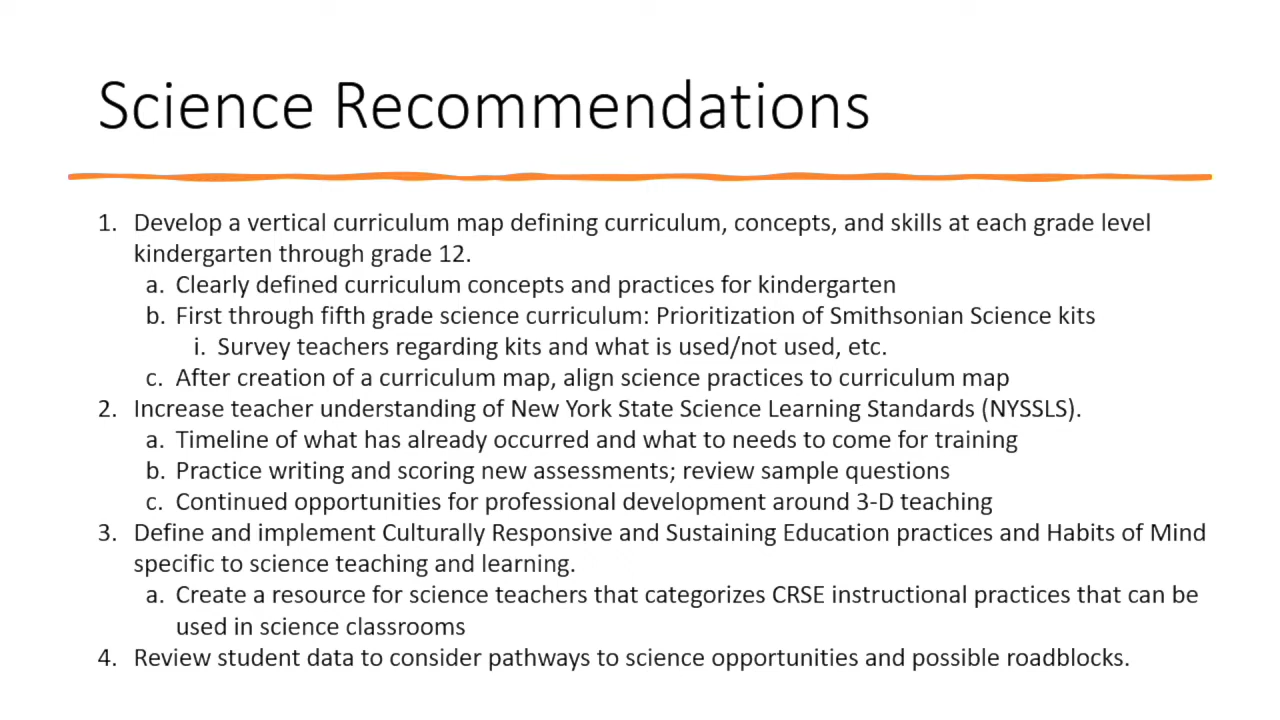 Science Recommendations
1. Develop a vertical curriculum map defining curriculum, concepts, and skills at each grade level
kindergarten through grade 12.
a. Clearly defined curriculum concepts and practices for kindergarten
b. First through fifth grade science curriculum: Prioritization of Smithsonian Science kits
i. Survey teachers regarding kits and what is used/not used, etc.
c. After creation of a curriculum map, align science practices to curriculum map
2. Increase teacher understanding of New York State Science Learning Standards (NYSSLS).
a. Timeline of what has already occurred and what to needs to come for training
b. Practice writing and scoring new assessments; review sample questions
c. Continued opportunities for professional development around 3-D teaching
3. Define and implement Culturally Responsive and Sustaining Education practices and Habits of Mind
specific to science teaching and learning.
a. Create a resource for science teachers that categorizes CRSE instructional practices that can be
used in science classrooms
4. Review student data to consider pathways to science opportunities and possible roadblocks.